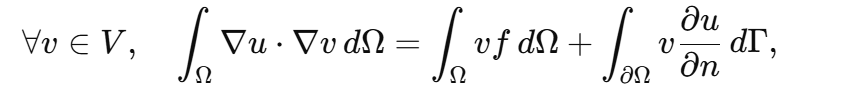 ∀v ∈ V, ∫_Ω ∇u · ∇v dΩ = ∫_Ω vf dΩ + ∫_∂Ω v ∂u/∂n dΓ,